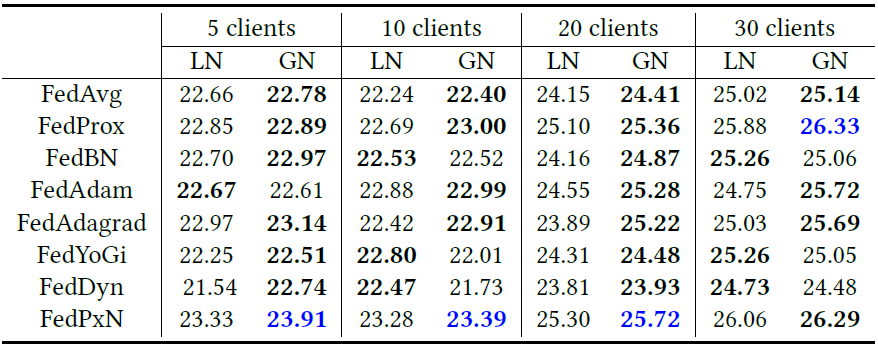 5 clients 10 clients 20 clients 30 clients
LN GN LN GN LN GN LN GN
FedAvg 22.66 22.78 22.24 22.40 24.15 24.41 25.02 25.14
FedProx 22.85 22.89 22.69 23.00 25.10 25.36 25.88 26.33
FedBN 22.70 22.97 22.53 22.52 24.16 24.87 25.26 25.06
FedAdam 22.67 22.61 22.88 22.99 24.55 25.28 24.75 25.72
FedAdagrad 22.97 23.14 22.42 22.91 23.89 25.22 25.03 25.69
FedYoGi 22.25 22.51 22.80 22.01 24.31 24.48 25.26 25.05
FedDyn 21.54 22.74 22.47 21.73 23.81 23.93 24.73 24.48
FedPxN 23.33 23.91 23.28 23.39 25.30 25.72 26.06 26.29